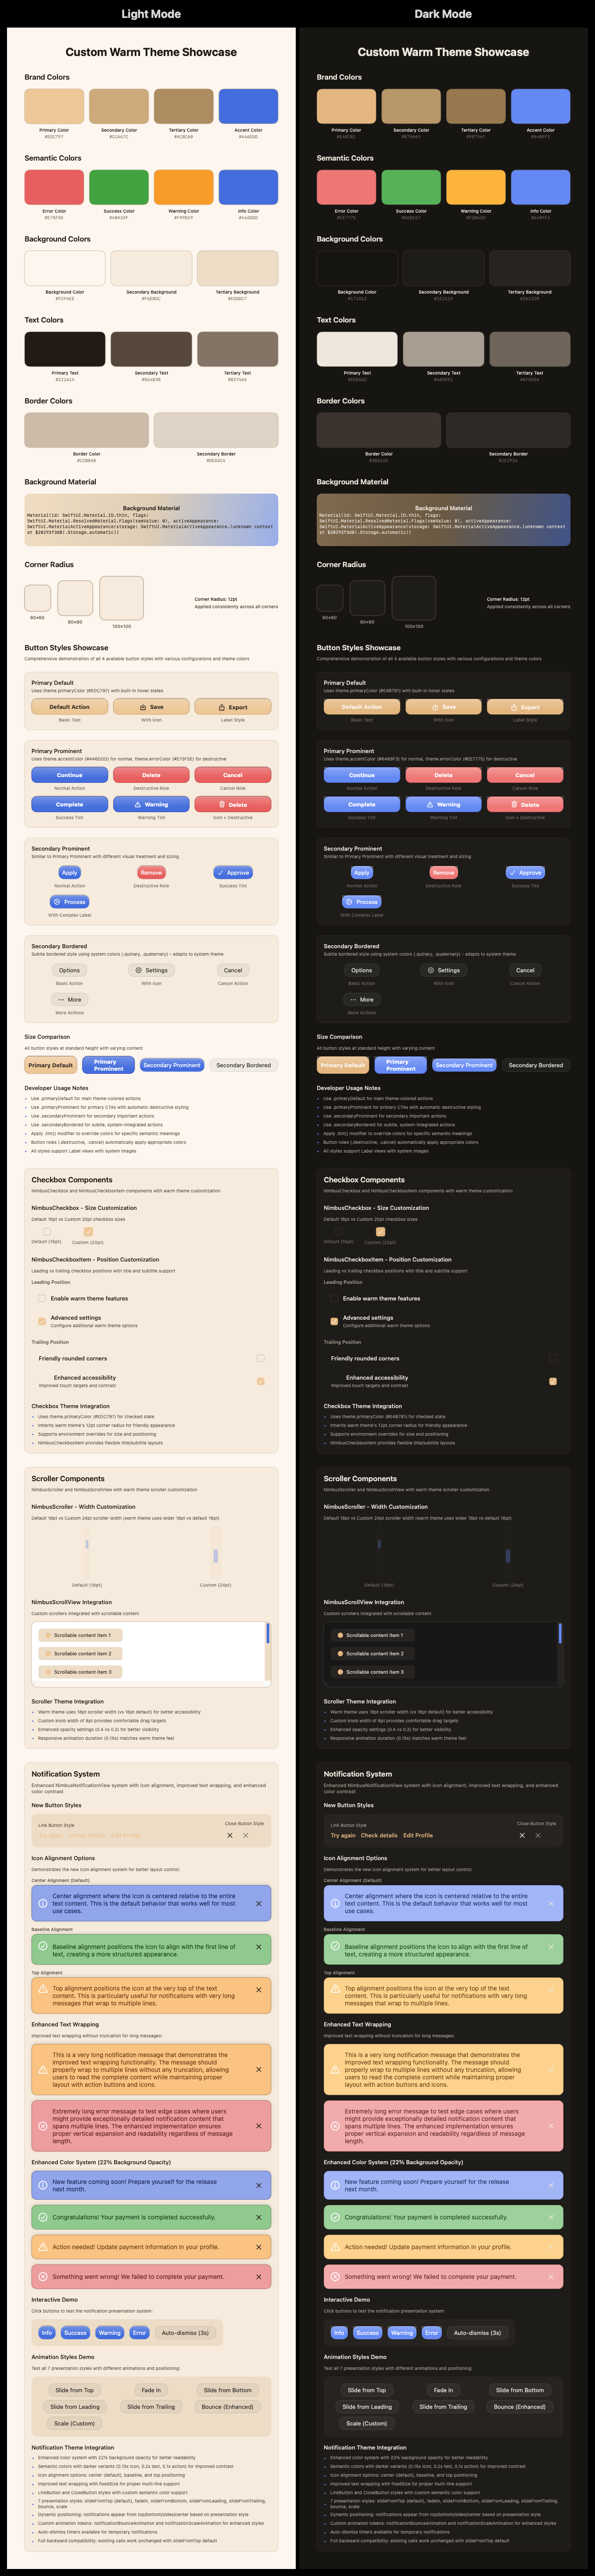 Light Mode
Custom Warm Theme Showcase
Brand Colors
Primary Color
Secondary Color
Tertiary Color
Accent Color
#EDC797
#CCAA7C
#4460DD
Semantic Colors
Error Color
Success Color
Warning Color
Info Color
#E75F5E
Background Colors
Background Color
Secondary Background
Tertiary Background
Text Colors
Primary Text
Secondary Text
Tertiary Text
Border Colors
Border Color
Secondary Border
Background Material
Background Material
Material(id: SwiftUI.Material.ID.thin, flags:
SwiftUI.Material.ResolvedMaterial.Flags(rawValue: 0), activeAppearance:
SwiftUI.MaterialActiveAppearance(storage: SwiftUI.MaterialActiveAppearance.(unknown context
Corner Radius
60×60
80×80
100×100
Corner Radius: 12pt
Applied consistently across all corners
Button Styles Showcase
Comprehensive demonstration of all 4 available button styles with various configurations and theme colors
Primary Default
Uses theme.primaryColor (#EDC797) with built-in hover states
Default Action
Save
Export
Basic Text
With Icon
Label Style
Primary Prominent
Continue
Delete
Cancel
Normal Action
Destructive Role
Cancel Role
Complete
Warning
Delete
Success Tint
Warning Tint
Icon + Destructive
Secondary Prominent
Similar to Primary Prominent with different visual treatment and sizing
Apply
Remove
Approve
Normal Action
Destructive Role
Success Tint
Process
With Complex Label
Secondary Bordered
Subtle bordered style using system colors (.quinary, .quaternary) - adapts to system theme
Options
Settings
Cancel
Basic Action
With Icon
Cancel Action
More
More Actions
Size Comparison
All button styles at standard height with varying content
Primary Default
Primary
Prominent
Secondary Prominent
Secondary Bordered
Developer Usage Notes
• Use .primaryDefault for main theme-colored actions
• Use .primaryProminent for primary CTAs with automatic destructive styling
• Use .secondaryProminent for secondary important actions
• Use .secondaryBordered for subtle, system-integrated actions
• Apply .tint() modifier to override colors for specific semantic meanings
• Button roles (.destructive, .cancel) automatically apply appropriate colors
• All styles support Label views with system images
Checkbox Components
NimbusCheckbox and NimbusCheckboxItem components with warm theme customization
NimbusCheckbox - Size Customization
Default 16pt vs Custom 20pt checkbox sizes
Default (16pt)
Custom (20pt)
NimbusCheckboxItem - Position Customization
Leading vs trailing checkbox positions with title and subtitle support
Leading Position
Enable warm theme features
Advanced settings
Configure additional warm theme options
Trailing Position
Friendly rounded corners
Enhanced accessibility
Improved touch targets and contrast
Checkbox Theme Integration
• Uses theme.primaryColor (#EDC797) for checked state
• Inherits warm theme's 12pt corner radius for friendly appearance
• Supports environment overrides for size and positioning
• NimbusCheckboxItem provides flexible title/subtitle layouts
Scroller Components
NimbusScroller and NimbusScrollView with warm theme scroller customization
NimbusScroller - Width Customization
Default 16pt vs Custom 24pt scroller width (warm theme uses wider 18pt vs default 16pt)
Custom (24pt)
NimbusScrollView Integration
Custom scrollers integrated with scrollable content
Scrollable content item 1
Scrollable content item 2
Scrollable content item 3
Scroller Theme Integration
• Warm theme uses 18pt scroller width (vs 16pt default) for better accessibility
• Custom knob width of 8pt provides comfortable drag targets
• Enhanced opacity settings (0.4 vs 0.3) for better visibility
• Responsive animation duration (0.15s) matches warm theme feel
Notification System
Enhanced NimbusNotificationView system with icon alignment, improved text wrapping, and enhanced
color contrast
New Button Styles
Link Button Style
Close Button Style
Try again
Check details
Edit Profile
Icon Alignment Options
Demonstrates the new icon alignment options for better layout control:
Center Alignment (Default)
Center alignment where the icon is centered relative to the entire
text content. This is the default behavior that works well for most
use cases.
Baseline Alignment
Baseline alignment positions the icon to align with the first line of
text, creating a more structured appearance.
Top Alignment
Top alignment positions the icon at the very top of the text
content. This is particularly useful for notifications with very long
messages that wrap to multiple lines.
Enhanced Text Wrapping
Improved text wrapping without truncation for long messages:
This is a very long notification message that demonstrates the
improved text wrapping functionality. The message should
properly wrap to multiple lines without any truncation, allowing
users to read the complete content while maintaining proper
layout with action buttons and icons.
Extremely long error message to test edge cases where users
might provide exceptionally detailed notification content that
spans multiple lines. The enhanced implementation ensures
proper vertical expansion and readability regardless of message
length.
Enhanced Color System (22% Background Opacity)
New feature coming soon! Prepare yourself for the release
next month.
Congratulations! Your payment is completed successfully.
Action needed! Update payment information in your profile.
Something went wrong! We failed to complete your payment.
Interactive Demo
Click buttons to test the notification presentation system:
Info
Success
Warning
Error
Auto-dismiss (3s)
Animation Styles Demo
Test all 7 presentation styles with different animations and positioning:
Slide from Top
Fade In
Slide from Bottom
Slide from Leading
Slide from Trailing
Bounce (Enhanced)
Scale (Custom)
Notification Theme Integration
• Enhanced color system with 22% background opacity for better readability
• Semantic colors with darker variants (0.15x icon, 0.2x text, 0.1x action) for improved contrast
• Icon alignment options: center (default), baseline, and top positioning
• Improved text wrapping with fixedSize for proper multi-line support
• LinkButton and CloseButton styles with custom semantic color support
• 7 presentation styles: slideFromTop (default), fadeIn, slideFromBottom, slideFromLeading, slideFromTrailing,
bounce, scale
• Dynamic positioning: notifications appear top/bottom/sides/center based on presentation style
• Custom animation tokens: notificationBounceAnimation and notificationScaleAnimation for enhanced styles
• Auto-dismiss timers available for temporary notifications
• Full backward compatibility: existing calls work unchanged with slideFromTop default
Dark Mode
Custom Warm Theme Showcase
Brand Colors
Primary Color
Secondary Color
Tertiary Color
Accent Color
Semantic Colors
Error Color
Success Color
Warning Color
Info Color
Background Colors
Background Color
Secondary Background
Tertiary Background
Text Colors
Primary Text
Secondary Text
Tertiary Text
Border Colors
Border Color
Secondary Border
Background Material
Background Material
Material(id: SwiftUI.Material.ID.thin, flags:
SwiftUI.Material.ResolvedMaterial.Flags(rawValue: 0), activeAppearance:
SwiftUI.MaterialActiveAppearance(storage: SwiftUI.MaterialActiveAppearance.(unknown context
Corner Radius
60×60
80×80
100×100
Corner Radius: 12pt
Applied consistently across all corners
Button Styles Showcase
Comprehensive demonstration of all 4 available button styles with various configurations and theme colors
Primary Default
Uses theme.primaryColor (#E4B781) with built-in hover states
Default Action
Save
Export
Basic Text
With Icon
Label Style
Primary Prominent
Continue
Delete
Cancel
Normal Action
Destructive Role
Cancel Role
Complete
Warning
Delete
Success Tint
Warning Tint
Icon + Destructive
Secondary Prominent
Similar to Primary Prominent with different visual treatment and sizing
Apply
Remove
Approve
Normal Action
Destructive Role
Success Tint
Process
With Complex Label
Secondary Bordered
Subtle bordered style using system colors (.quinary, .quaternary) - adapts to system theme
Options
Settings
Cancel
Basic Action
With Icon
Cancel Action
More
More Actions
Size Comparison
All button styles at standard height with varying content
Primary Default
Primary
Prominent
Secondary Prominent
Secondary Bordered
Developer Usage Notes
• Use .primaryDefault for main theme-colored actions
• Use .primaryProminent for primary CTAs with automatic destructive styling
• Use .secondaryProminent for secondary important actions
• Use .secondaryBordered for subtle, system-integrated actions
• Apply .tint() modifier to override colors for specific semantic meanings
• Button roles (.destructive, .cancel) automatically apply appropriate colors
• All styles support Label views with system images
Checkbox Components
NimbusCheckbox and NimbusCheckboxItem components with warm theme customization
NimbusCheckbox - Size Customization
Default 16pt vs Custom 20pt checkbox sizes
Default (16pt)
Custom (20pt)
NimbusCheckboxItem - Position Customization
Leading vs trailing checkbox positions with title and subtitle support
Leading Position
Enable warm theme features
Advanced settings
Configure additional warm theme options
Trailing Position
Friendly rounded corners
Enhanced accessibility
Improved touch targets and contrast
Checkbox Theme Integration
• Uses theme.primaryColor (#E4B781) for checked state
• Inherits warm theme's 12pt corner radius for friendly appearance
• Supports environment overrides for size and positioning
• NimbusCheckboxItem provides flexible title/subtitle layouts
Scroller Components
NimbusScroller and NimbusScrollView with warm theme scroller customization
NimbusScroller - Width Customization
Default 16pt vs Custom 24pt scroller width (warm theme uses wider 18pt vs default 16pt)
Custom (24pt)
NimbusScrollView Integration
Custom scrollers integrated with scrollable content
Scrollable content item 1
Scrollable content item 2
Scrollable content item 3
Scroller Theme Integration
• Warm theme uses 18pt scroller width (vs 16pt default) for better accessibility
• Custom knob width of 8pt provides comfortable drag targets
• Enhanced opacity settings (0.4 vs 0.3) for better visibility
• Responsive animation duration (0.15s) matches warm theme feel
Notification System
Enhanced NimbusNotificationView system with icon alignment, improved text wrapping, and enhanced
color contrast
New Button Styles
Link Button Style
Close Button Style
Try again
Check details
Edit Profile
Icon Alignment Options
Demonstrates the new icon alignment options for better layout control:
Center Alignment (Default)
Center alignment where the icon is centered relative to the entire
text content. This is the default behavior that works well for most
use cases.
Baseline Alignment
Baseline alignment positions the icon to align with the first line of
text, creating a more structured appearance.
Top Alignment
Top alignment positions the icon at the very top of the text
content. This is particularly useful for notifications with very long
messages that wrap to multiple lines.
Enhanced Text Wrapping
Improved text wrapping without truncation for long messages:
This is a very long notification message that demonstrates the
improved text wrapping functionality. The message should
properly wrap to multiple lines without any truncation, allowing
users to read the complete content while maintaining proper
layout with action buttons and icons.
Extremely long error message to test edge cases where users
might provide exceptionally detailed notification content that
spans multiple lines. The enhanced implementation ensures
proper vertical expansion and readability regardless of message
length.
Enhanced Color System (22% Background Opacity)
New feature coming soon! Prepare yourself for the release
next month.
Congratulations! Your payment is completed successfully.
Action needed! Update payment information in your profile.
Something went wrong! We failed to complete your payment.
Interactive Demo
Click buttons to test the notification presentation system:
Info
Success
Warning
Error
Auto-dismiss (3s)
Animation Styles Demo
Test all 7 presentation styles with different animations and positioning:
Slide from Top
Fade In
Slide from Bottom
Slide from Leading
Slide from Trailing
Bounce (Enhanced)
Scale (Custom)
Notification Theme Integration
• Enhanced color system with 22% background opacity for better readability
• Semantic colors with darker variants (0.15x icon, 0.2x text, 0.1x action) for improved contrast
• Icon alignment options: center (default), baseline, and top positioning
• Improved text wrapping with fixedSize for proper multi-line support
• LinkButton and CloseButton styles with custom semantic color support
• 7 presentation styles: slideFromTop (default), fadeIn, slideFromBottom, slideFromLeading, slideFromTrailing,
bounce, scale
• Dynamic positioning: notifications appear top/bottom/sides/center based on presentation style
• Custom animation tokens: notificationBounceAnimation and notificationScaleAnimation for enhanced styles
• Auto-dismiss timers available for temporary notifications
• Full backward compatibility: existing calls work unchanged with slideFromTop default